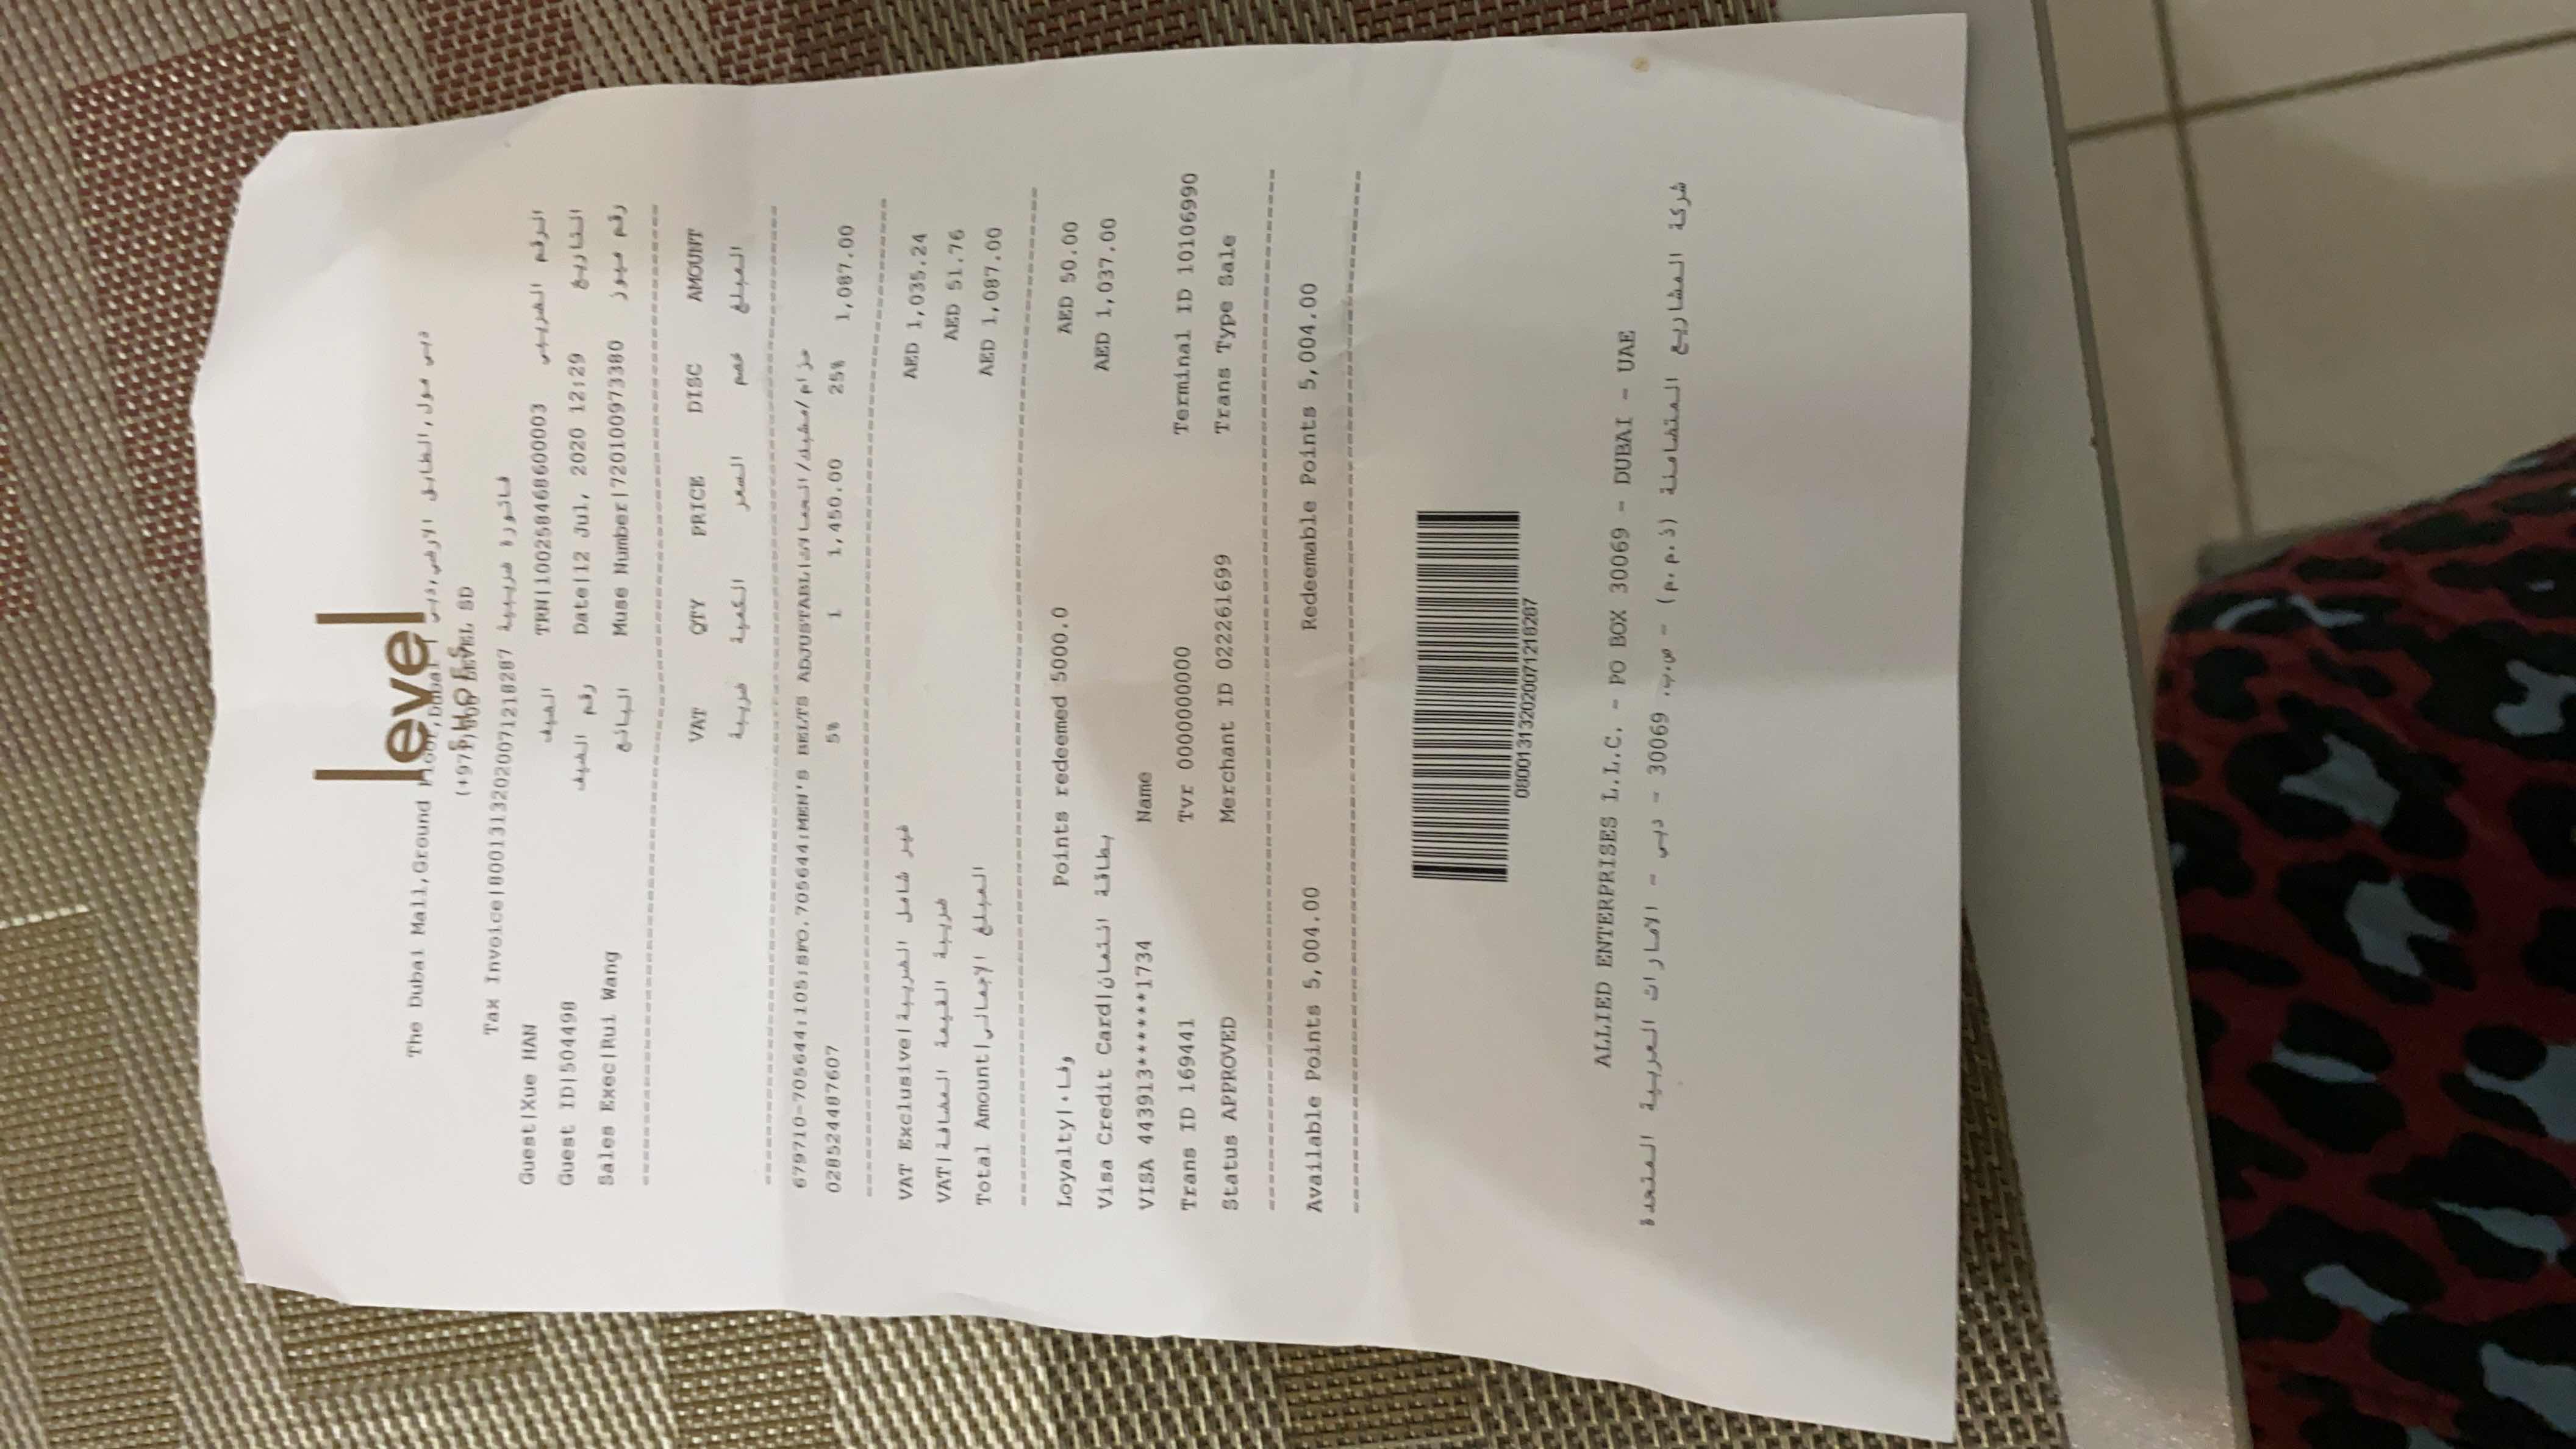 level
SHOES
The Dubai Mall,Ground Floor,Dubai | دبي مول,الطابق الارضي,دبي
LEVEL SD
Tax Invoice|80013132020071218287 فاتورة ضريبية
Guest|Xue HAN الضيف TRN|100258468600003 الرقم الضريبي
Guest ID|504498 رقم الضيف Date|12 Jul, 2020 12:29 التاريخ
Sales Exec|Rui Wang البائع Muse Number|720100973380 رقم ميوز
VAT QTY PRICE DISC AMOUNT
ضريبة الكمية السعر خصم المبلغ
679710-705644:105:SFO.705644:MEN'S BELTS ADJUSTABL|حزام/مشبك/الحمالات
028524487607 5% 1 1,450.00 25% 1,087.00
VAT Exclusive|غير شامل الضريبة AED 1,035.24
VAT|ضريبة القيمة المضافة AED 51.76
Total Amount|المبلغ الإجمالي AED 1,087.00
Loyalty|وفاء Points redeemed 5000.0 AED 50.00
Visa Credit Card|بطاقة ائتمان AED 1,037.00
VISA 443913******1734 Name
Trans ID 169441 Tvr 0000000000 Terminal ID 10106990
Status APPROVED Merchant ID 022261699 Trans Type Sale
Available Points 5,004.00 Redeemable Points 5,004.00
080013132020071218287
ALLIED ENTERPRISES L.L.C. - PO BOX 30069 - DUBAI - UAE
شركة المشاريع المتضامنة (ذ.م.م) - ص.ب. 30069 - دبي - الامارات العربية المتحدة